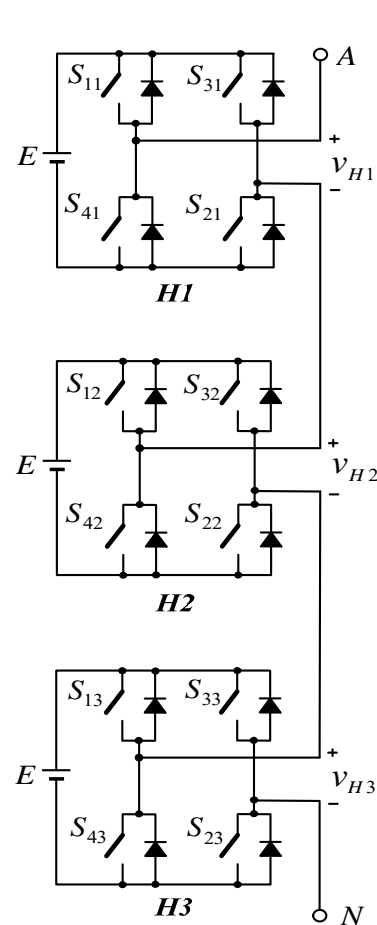 A
S11 S31
+
E
vH1
S41 S21
−
H1
S12 S32
+
E
vH2
S42 S22
−
H2
S13 S33
+
E
vH3
S43 S23
−
H3
N